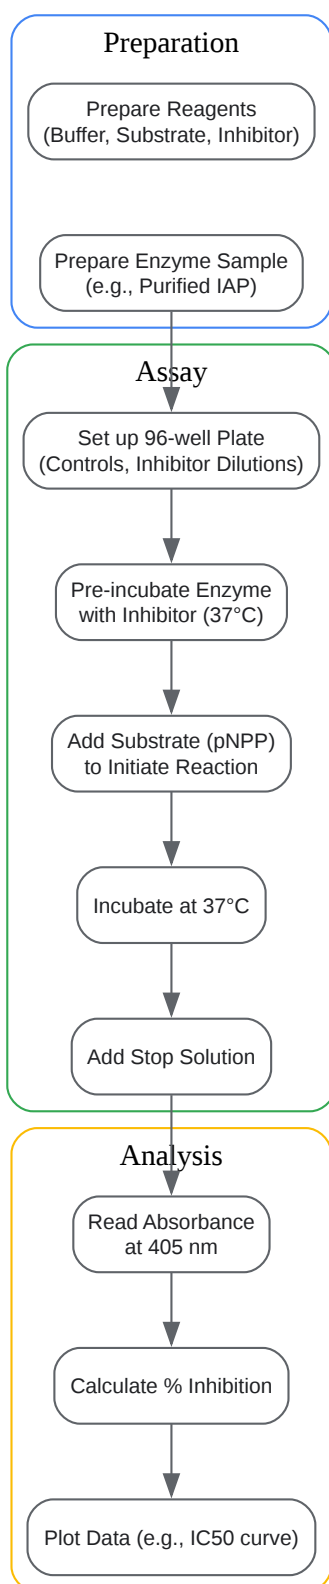 Preparation
Prepare Reagents
(Buffer, Substrate, Inhibitor)
Prepare Enzyme Sample
(e.g., Purified IAP)
Assay
Set up 96-well Plate
(Controls, Inhibitor Dilutions)
Pre-incubate Enzyme
with Inhibitor (37°C)
Add Substrate (pNPP)
to Initiate Reaction
Incubate at 37°C
Add Stop Solution
Analysis
Read Absorbance
at 405 nm
Calculate % Inhibition
Plot Data (e.g., IC50 curve)